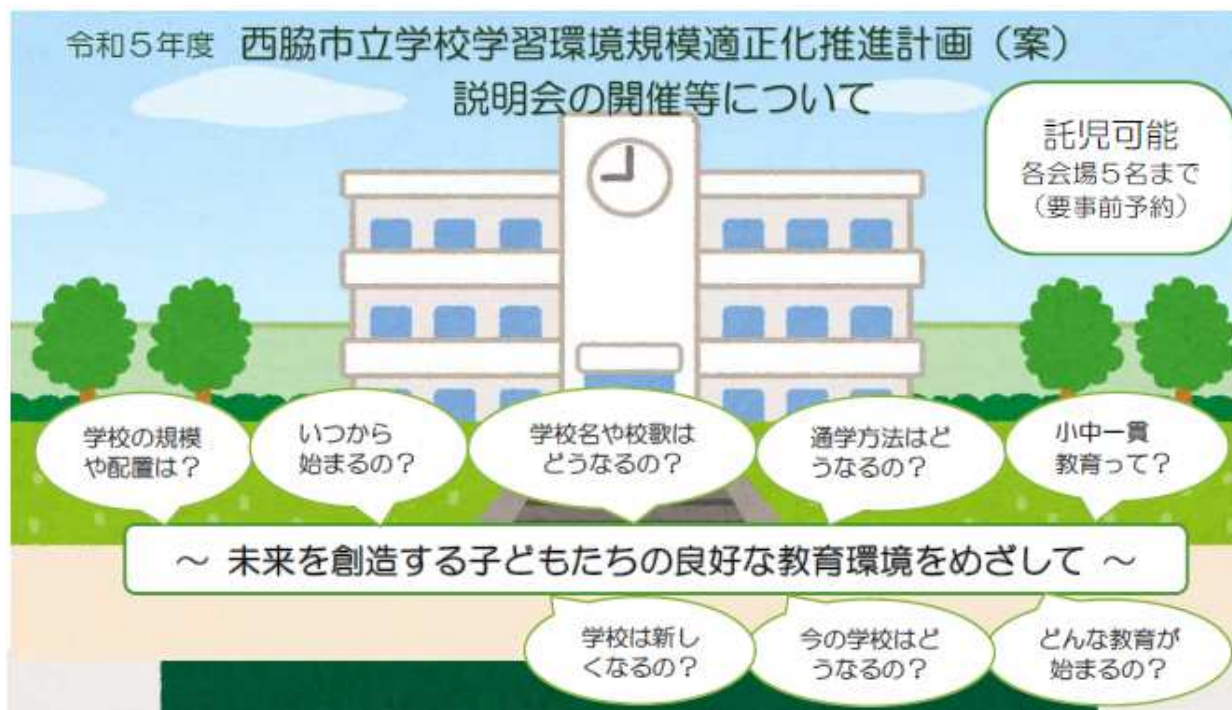 令和5年度 西脇市立学校学習環境規模適正化推進計画（案）
説明会の開催等について
託児可能
各会場5名まで
（要事前予約）
学校の規模
や配置は？
いつから
始まるの？
学校名や校歌は
どうなるの？
通学方法はど
うなるの？
小中一貫
教育って？
～ 未来を創造する子どもたちの良好な教育環境をめざして ～
学校は新し
くなるの？
今の学校はど
うなるの？
どんな教育が
始まるの？